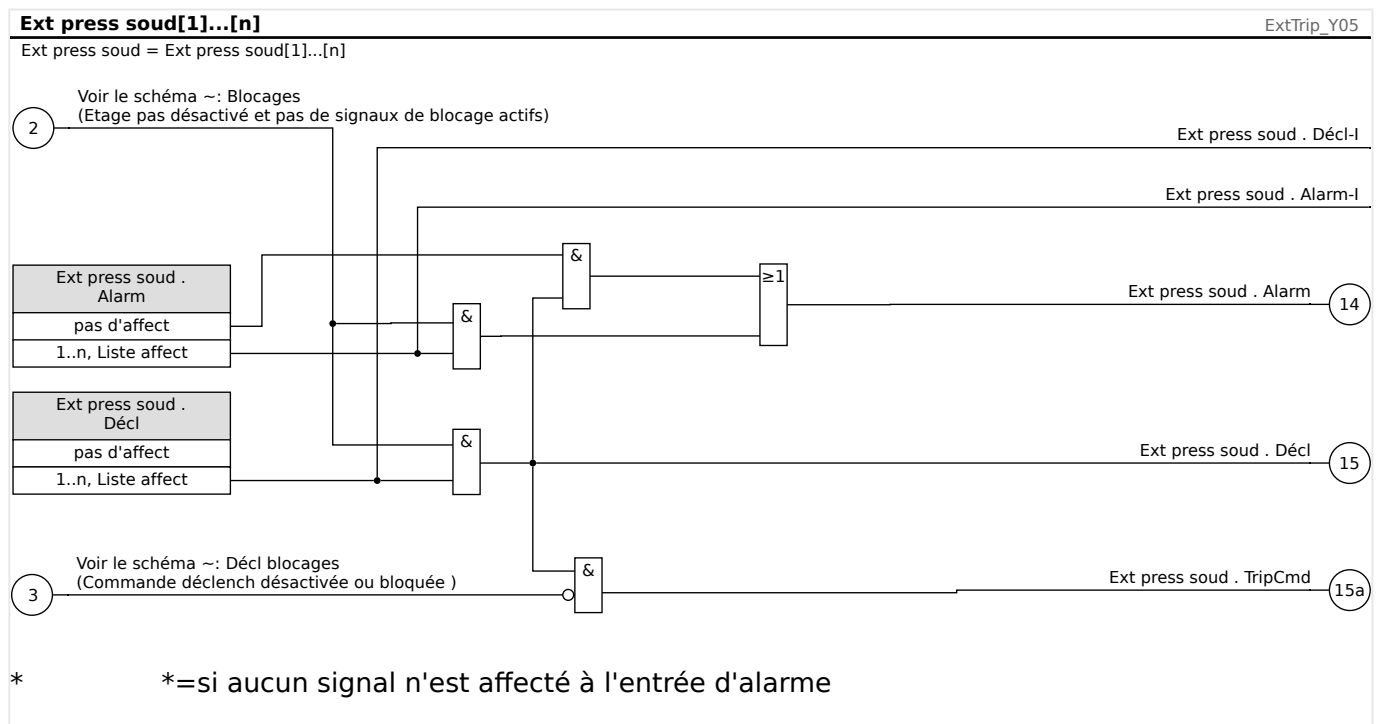 Ext press soud[1]...[n]
ExtTrip_Y05
Ext press soud = Ext press soud[1]...[n]
Voir le schéma ~: Blocages
(Etage pas désactivé et pas de signaux de blocage actifs)
2
Ext press soud . Décl-I
Ext press soud . Alarm-I
&
Ext press soud .
Alarm
≥1
Ext press soud . Alarm
14
pas d'affect
&
1..n, Liste affect
Ext press soud .
Décl
pas d'affect
&
Ext press soud . Décl
15
1..n, Liste affect
Voir le schéma ~: Décl blocages
(Commande déclench désactivée ou bloquée )
3
&
Ext press soud . TripCmd
15a
*
*=si aucun signal n'est affecté à l'entrée d'alarme